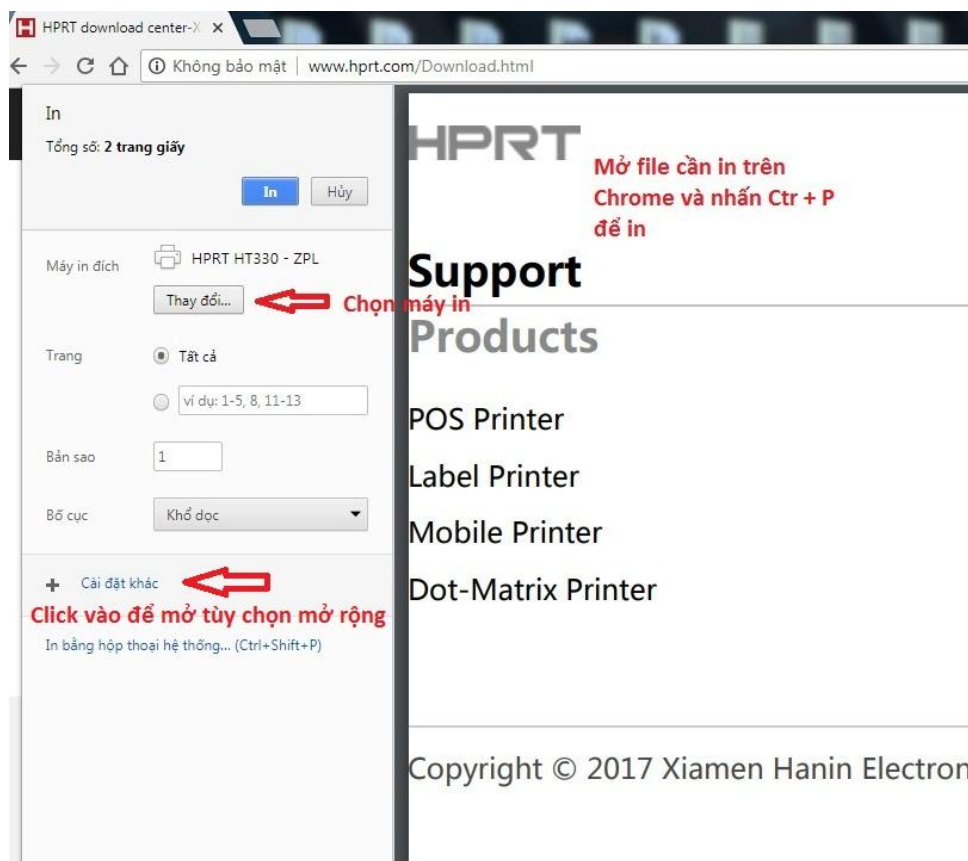 HPRT download center-X
Không bảo mật | www.hprt.com/Download.html
In
Tổng số: 2 trang giấy
In Hủy
Máy in đích HPRT HT330 - ZPL
Thay đổi...
Chọn máy in
Trang Tất cả
ví dụ: 1-5, 8, 11-13
Bản sao 1
Bố cục Khổ dọc
+ Cài đặt khác
Click vào để mở tùy chọn mở rộng
In bằng hộp thoại hệ thống... (Ctrl+Shift+P)
HPRT
Mở file cần in trên
Chrome và nhấn Ctr + P
để in
Support
Products
POS Printer
Label Printer
Mobile Printer
Dot-Matrix Printer
Copyright © 2017 Xiamen Hanin Electron